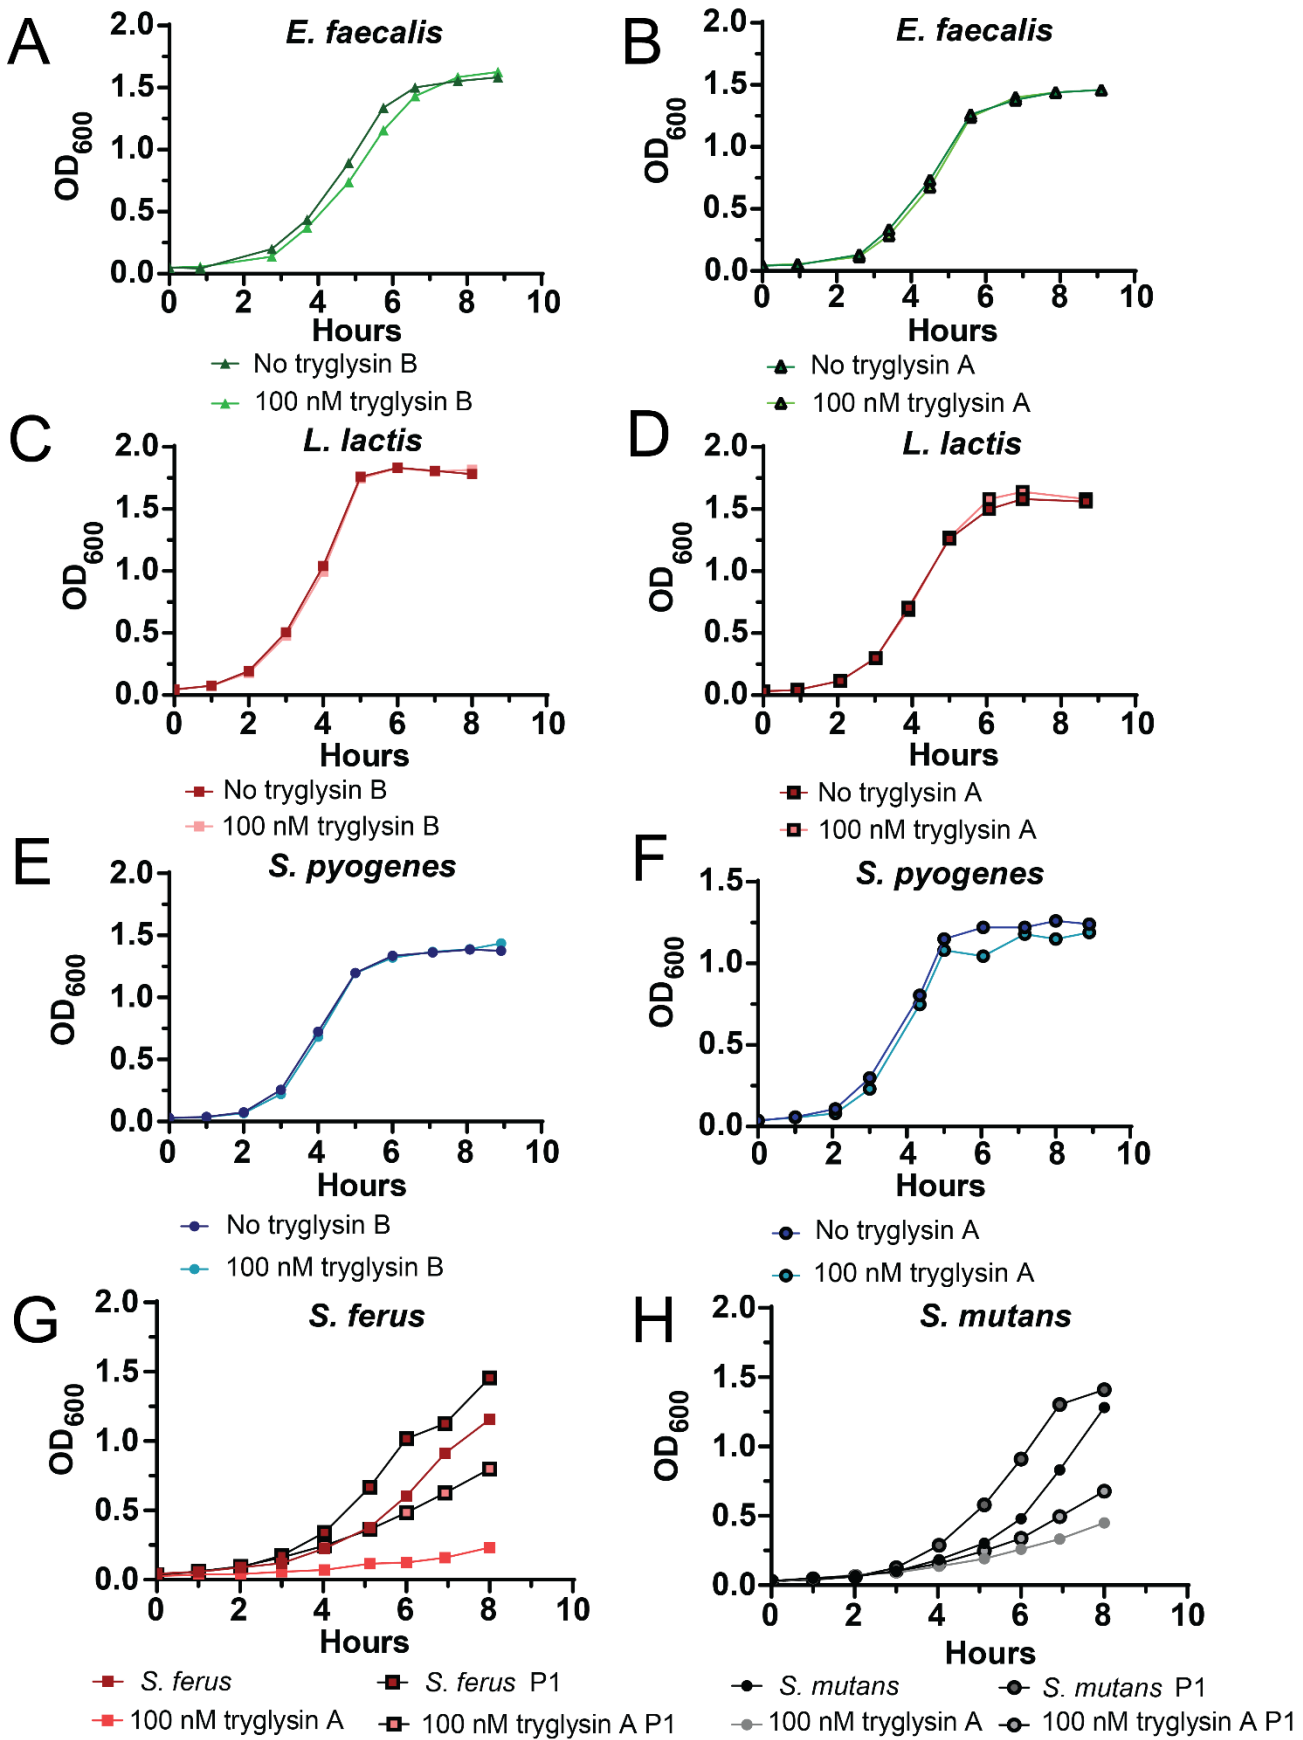 A
E. faecalis
2.0
1.5
1.0
0.5
0.0
OD600
0 2 4 6 8 10
Hours
No tryglysin B
100 nM tryglysin B
B
E. faecalis
2.0
1.5
1.0
0.5
0.0
OD600
0 2 4 6 8 10
Hours
No tryglysin A
100 nM tryglysin A
C
L. lactis
2.0
1.5
1.0
0.5
0.0
OD600
0 2 4 6 8 10
Hours
No tryglysin B
100 nM tryglysin B
D
L. lactis
2.0
1.5
1.0
0.5
0.0
OD600
0 2 4 6 8 10
Hours
No tryglysin A
100 nM tryglysin A
E
S. pyogenes
2.0
1.5
1.0
0.5
0.0
OD600
0 2 4 6 8 10
Hours
No tryglysin B
100 nM tryglysin B
F
S. pyogenes
1.5
1.0
0.5
0.0
OD600
0 2 4 6 8 10
Hours
No tryglysin A
100 nM tryglysin A
G
S. ferus
2.0
1.5
1.0
0.5
0.0
OD600
0 2 4 6 8 10
Hours
S. ferus S. ferus P1
100 nM tryglysin A 100 nM tryglysin A P1
H
S. mutans
2.0
1.5
1.0
0.5
0.0
OD600
0 2 4 6 8 10
Hours
S. mutans S. mutans P1
100 nM tryglysin A 100 nM tryglysin A P1